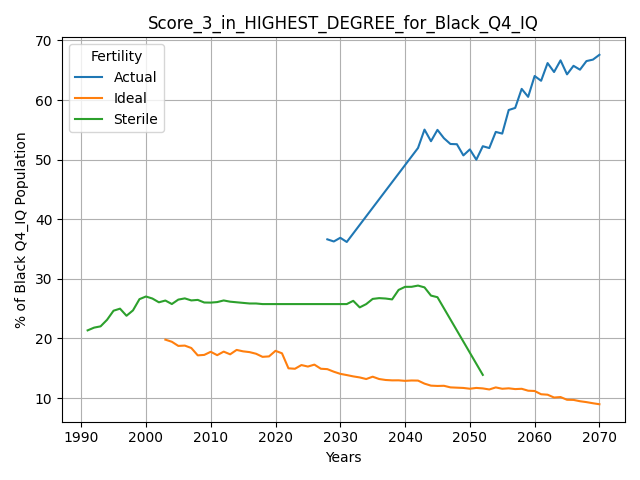 Score_3_in_HIGHEST_DEGREE_for_Black_Q4_IQ
% of Black Q4_IQ Population
70
60
50
40
30
20
10
Fertility
Actual
Ideal
Sterile
1990 2000 2010 2020 2030 2040 2050 2060 2070
Years